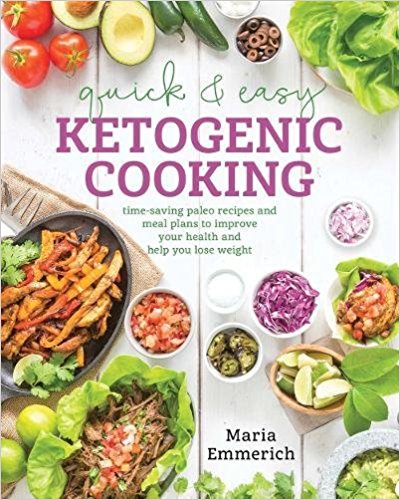 quick & easy
KETOGENIC
COOKING
time-saving paleo recipes and
meal plans to improve
your health and
help you lose weight
Maria
Emmerich